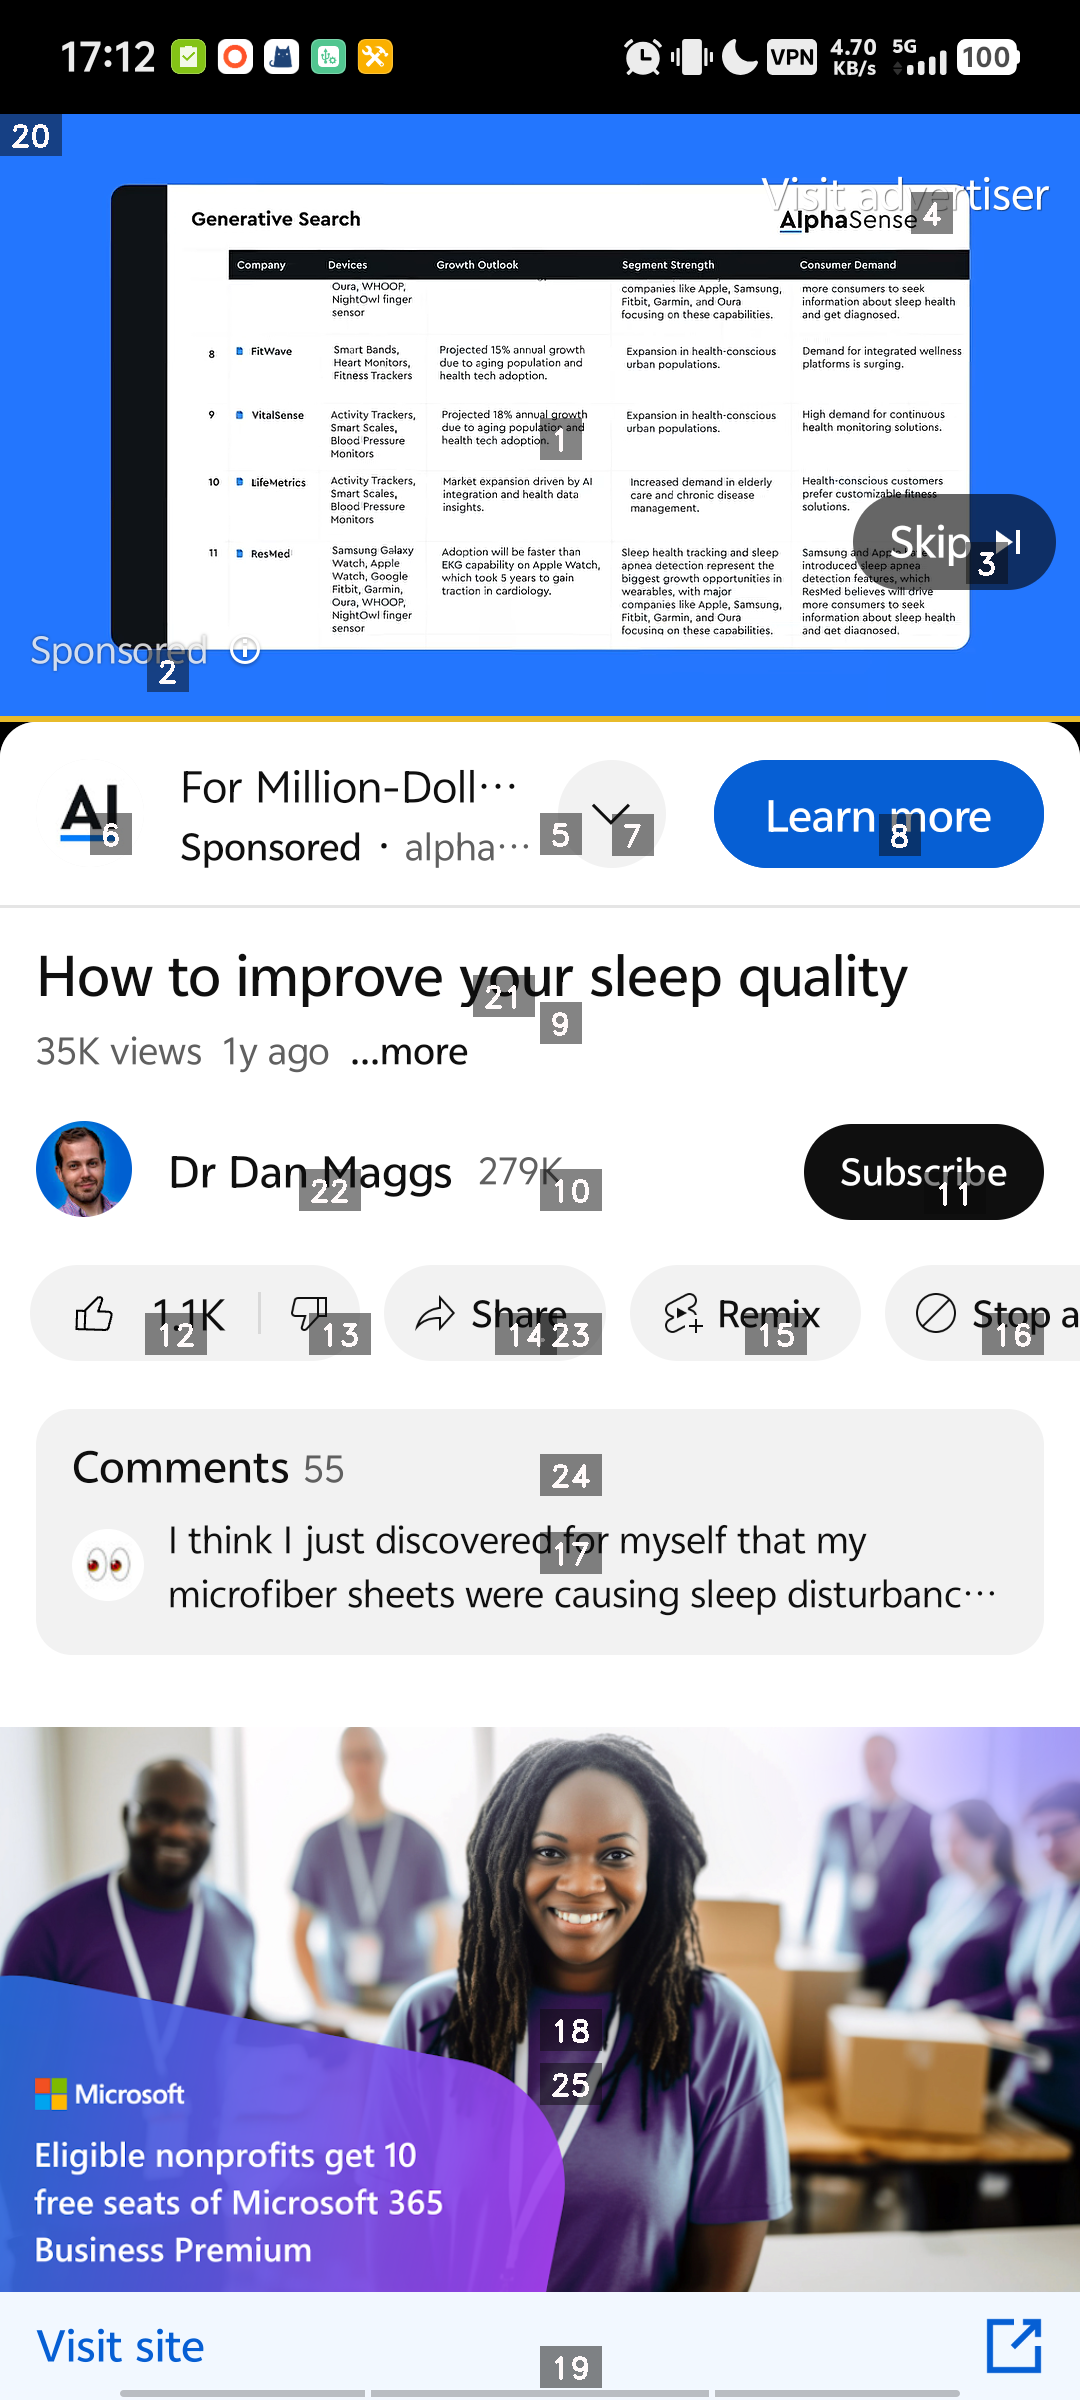 17:12
VPN
4.70 KB/s
5G
100
20
Visit advertiser
Generative Search
AlphaSense
4
Company Devices Growth Outlook Segment Strength Consumer Demand
Oura, WHOOP, NightOwl finger sensor
companies like Apple, Samsung, Fitbit, Garmin, and Oura focusing on these capabilities.
more consumers to seek information about sleep health and get diagnosed.
8 FitWave
Smart Bands, Heart Monitors, Fitness Trackers
Projected 15% annual growth due to aging population and health tech adoption.
Expansion in health-conscious urban populations.
Demand for integrated wellness platforms is surging.
9 VitalSense
Activity Trackers, Smart Scales, Blood Pressure Monitors
Projected 18% annual growth due to aging population and health tech adoption.
Expansion in health-conscious urban populations.
High demand for continuous health monitoring solutions.
1
10 LifeMetrics
Activity Trackers, Smart Scales, Blood Pressure Monitors
Market expansion driven by AI integration and health data insights.
Increased demand in elderly care and chronic disease management.
Health-conscious customers prefer customizable fitness solutions.
11 ResMed
Samsung Galaxy Watch, Apple Watch, Google Fitbit, Garmin, Oura, WHOOP, NightOwl finger sensor
Adoption will be faster than EKG capability on Apple Watch, which took 5 years to gain traction in cardiology.
Sleep health tracking and sleep apnea detection represent the biggest growth opportunities in wearables, with major companies like Apple, Samsung, Fitbit, Garmin, and Oura focusing on these capabilities.
Samsung and Apple have introduced sleep apnea detection features, which ResMed believes will drive more consumers to seek information about sleep health and get diagnosed.
Skip
3
Sponsored
2
AI
6
For Million-Doll...
Sponsored · alpha...
5
7
Learn more
8
How to improve your sleep quality
21
9
35K views 1y ago ...more
Dr Dan Maggs 279K
22
10
Subscribe
11
1.1K
12
13
Share
14
23
Remix
15
Stop a
16
Comments 55
24
I think I just discovered for myself that my
17
microfiber sheets were causing sleep disturbanc...
18
25
Microsoft
Eligible nonprofits get 10
free seats of Microsoft 365
Business Premium
Visit site
19